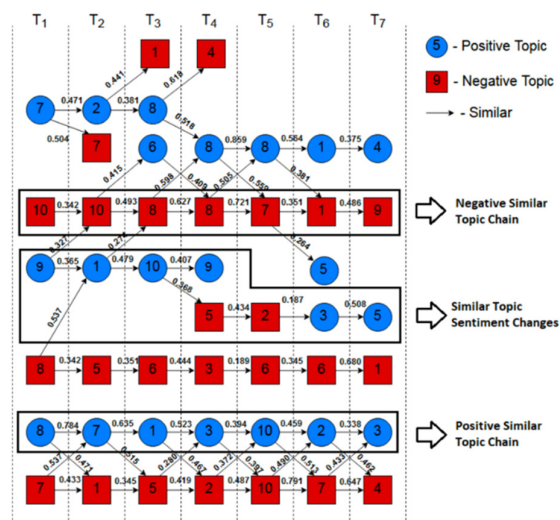 T1 T2 T3 T4 T5 T6 T7
1 4
0.441 0.619
7 0.471 2 0.381 8
5 - Positive Topic
9 - Negative Topic
- Similar
0.504 0.518
7 6 8 0.859 8 0.564 1 0.375 4
0.415 0.598 0.409 0.505 0.381
10 0.342 10 0.493 8 0.627 8 0.721 7 0.351 1 0.486 9
Negative Similar
Topic Chain
0.327 0.264
9 0.365 1 0.479 10 0.407 9 5
0.537 0.368
5 0.434 2 0.187 3 0.508 5
Similar Topic
Sentiment Changes
8 0.342 5 0.351 6 0.444 3 0.189 6 0.345 6 0.680 1
8 0.784 7 0.635 1 0.523 3 0.394 10 0.459 2 0.338 3
Positive Similar
Topic Chain
0.537 0.471 0.515 0.280 0.467 0.372 0.397 0.490 0.513 0.433 0.462
7 0.433 1 0.345 5 0.419 2 0.487 10 0.791 7 0.647 4